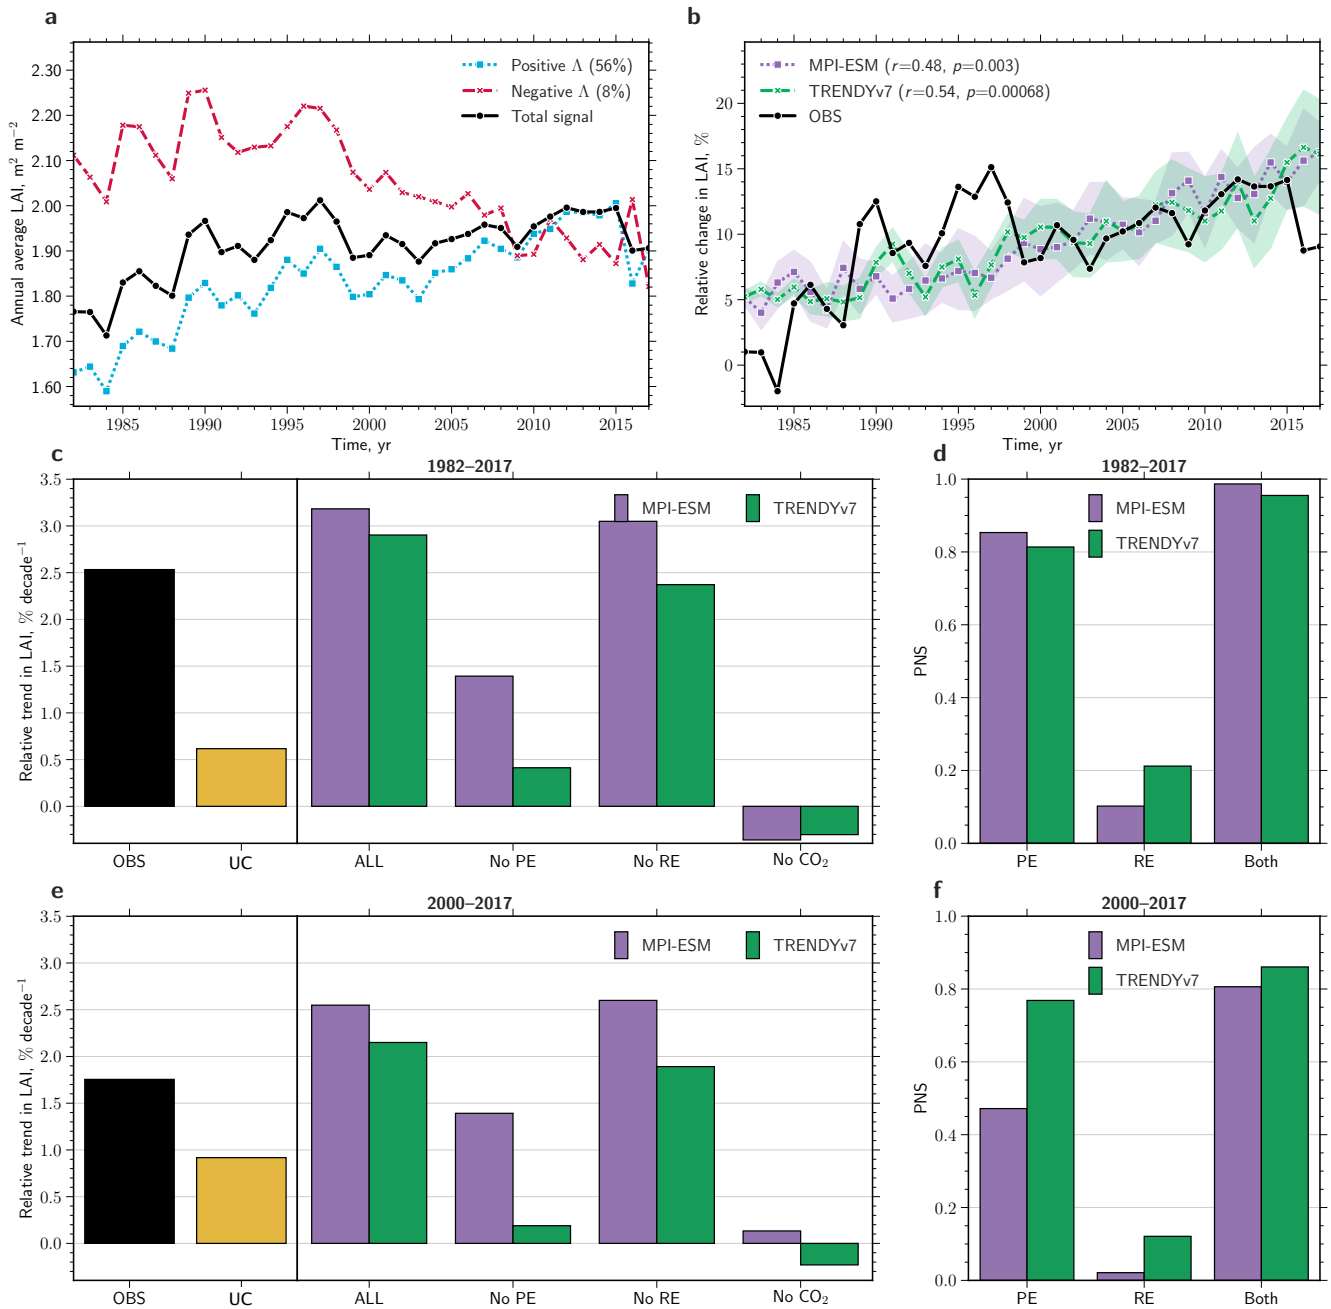 a
Annual average LAI, m² m⁻²
2.30
2.20
2.10
2.00
1.90
1.80
1.70
1.60
Positive Λ (56%)
Negative Λ (8%)
Total signal
1985 1990 1995 2000 2005 2010 2015
Time, yr
b
Relative change in LAI, %
20
15
10
5
0
MPI-ESM (r=0.48, p=0.003)
TRENDYv7 (r=0.54, p=0.00068)
OBS
1985 1990 1995 2000 2005 2010 2015
Time, yr
c
1982–2017
Relative trend in LAI, % decade⁻¹
3.5
3.0
2.5
2.0
1.5
1.0
0.5
0.0
MPI-ESM TRENDYv7
OBS UC ALL No PE No RE No CO₂
d
1982–2017
PNS
1.0
0.8
0.6
0.4
0.2
0.0
MPI-ESM
TRENDYv7
PE RE Both
e
2000–2017
Relative trend in LAI, % decade⁻¹
3.5
3.0
2.5
2.0
1.5
1.0
0.5
0.0
MPI-ESM TRENDYv7
OBS UC ALL No PE No RE No CO₂
f
2000–2017
PNS
1.0
0.8
0.6
0.4
0.2
0.0
MPI-ESM
TRENDYv7
PE RE Both